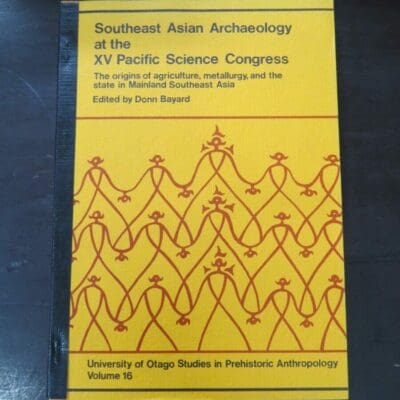 Southeast Asian Archaeology
at the
XV Pacific Science Congress
The origins of agriculture, metallurgy, and the
state in Mainland Southeast Asia
Edited by Donn Bayard
University of Otago Studies in Prehistoric Anthropology
Volume 16